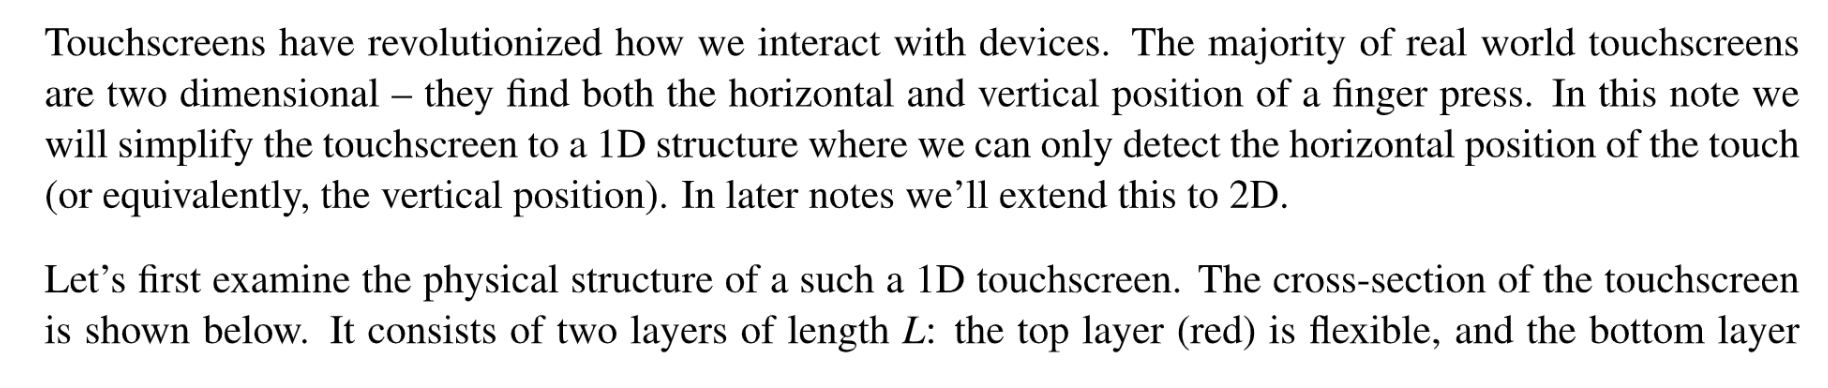 Touchscreens have revolutionized how we interact with devices. The majority of real world touchscreens
are two dimensional – they find both the horizontal and vertical position of a finger press. In this note we
will simplify the touchscreen to a 1D structure where we can only detect the horizontal position of the touch
(or equivalently, the vertical position). In later notes we’ll extend this to 2D.
Let’s first examine the physical structure of a such a 1D touchscreen. The cross-section of the touchscreen
is shown below. It consists of two layers of length L: the top layer (red) is flexible, and the bottom layer